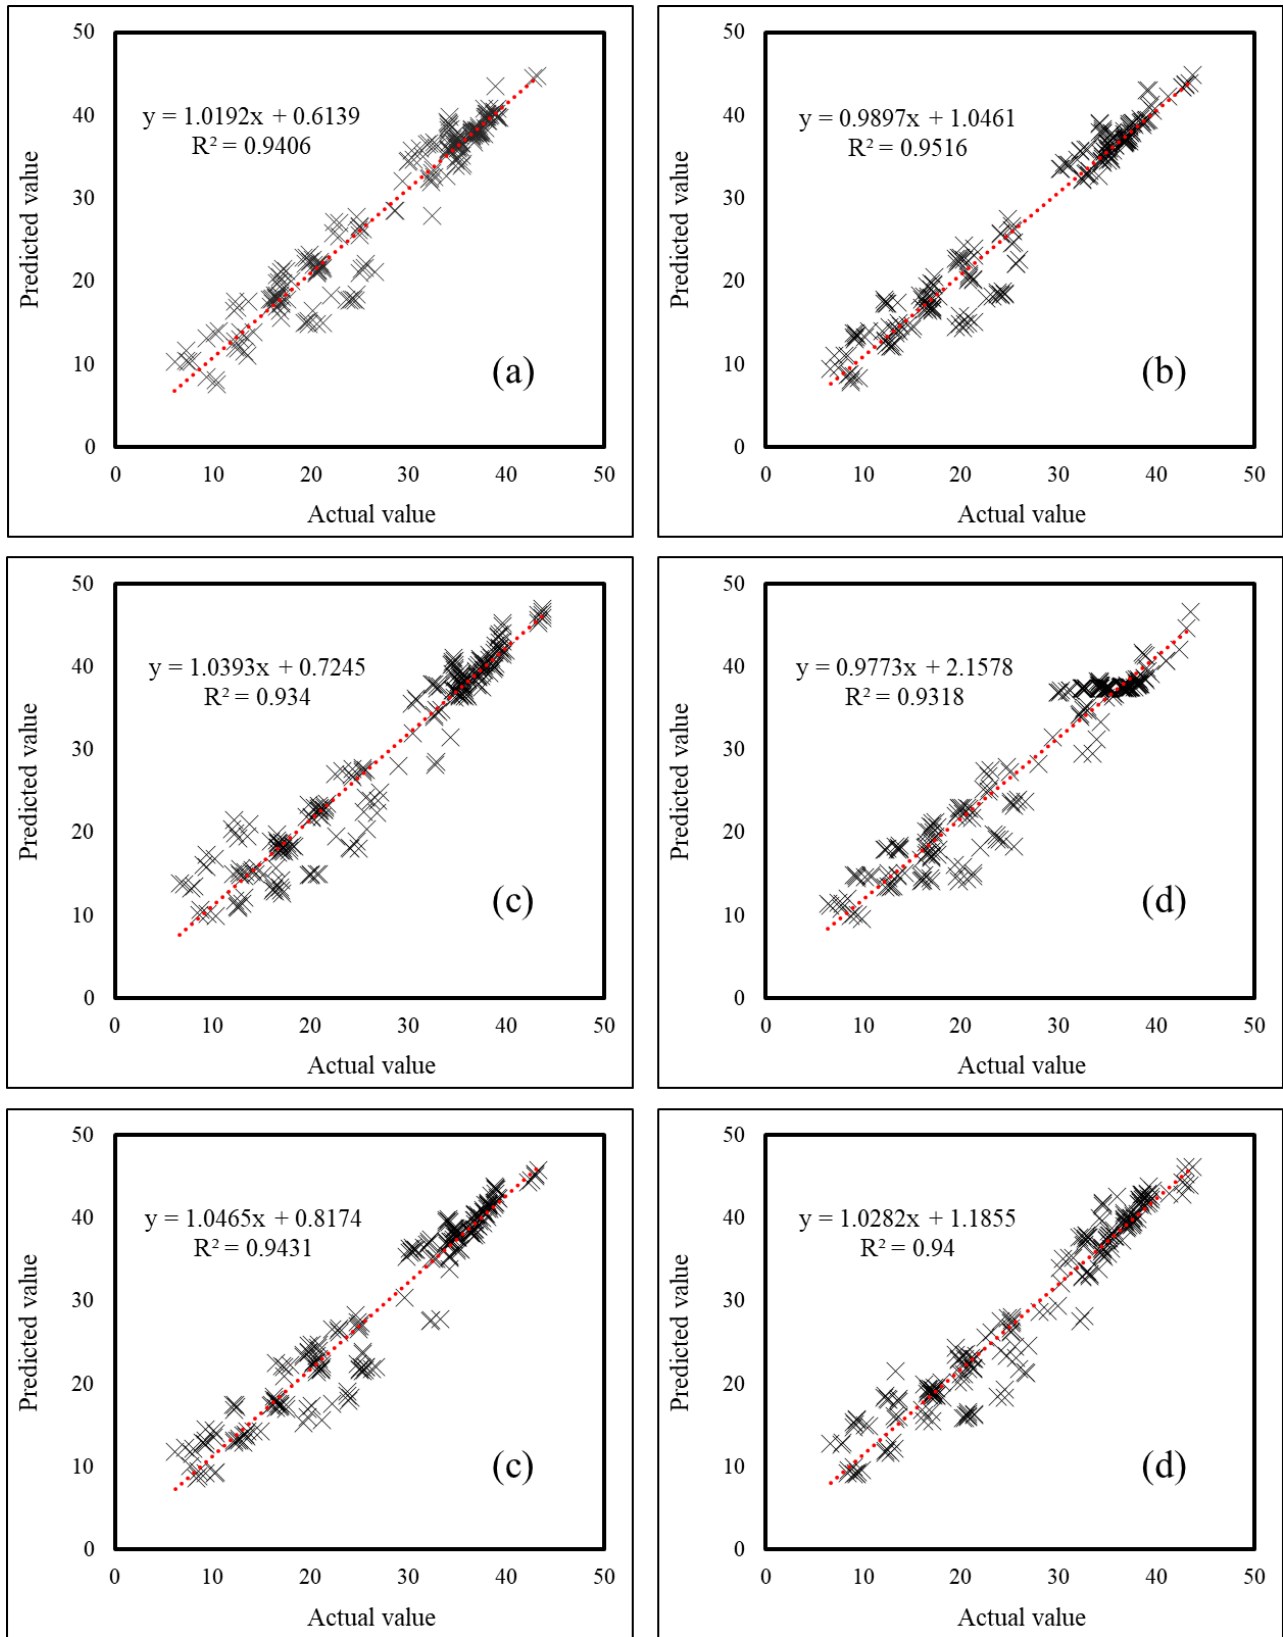 50
40
30
20
10
0
Predicted value
y = 1.0192x + 0.6139
R² = 0.9406
(a)
0 10 20 30 40 50
Actual value
50
40
30
20
10
0
Predicted value
y = 0.9897x + 1.0461
R² = 0.9516
(b)
0 10 20 30 40 50
Actual value
50
40
30
20
10
0
Predicted value
y = 1.0393x + 0.7245
R² = 0.934
(c)
0 10 20 30 40 50
Actual value
50
40
30
20
10
0
Predicted value
y = 0.9773x + 2.1578
R² = 0.9318
(d)
0 10 20 30 40 50
Actual value
50
40
30
20
10
0
Predicted value
y = 1.0465x + 0.8174
R² = 0.9431
(c)
0 10 20 30 40 50
Actual value
50
40
30
20
10
0
Predicted value
y = 1.0282x + 1.1855
R² = 0.94
(d)
0 10 20 30 40 50
Actual value